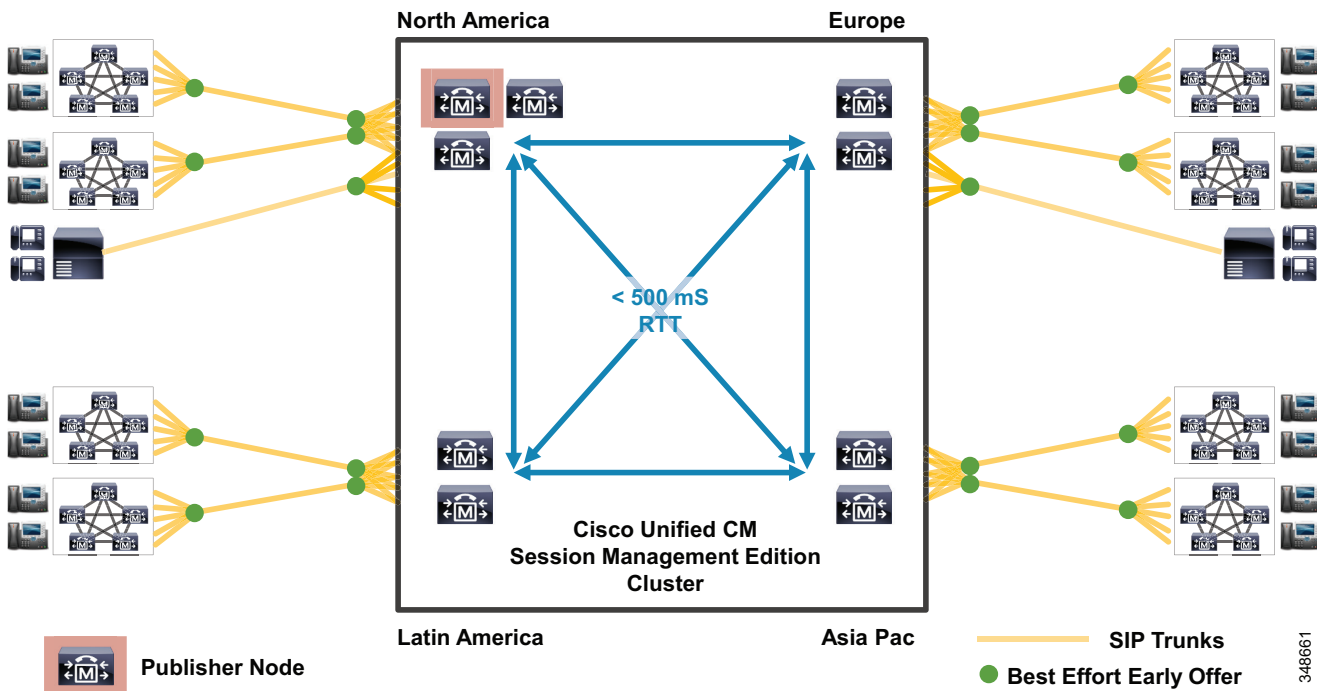 North America
Europe
< 500 mS
RTT
Cisco Unified CM
Session Management Edition
Cluster
Latin America
Asia Pac
Publisher Node
SIP Trunks
Best Effort Early Offer
348661
M
M
M
M
M
M
M
M
M
M